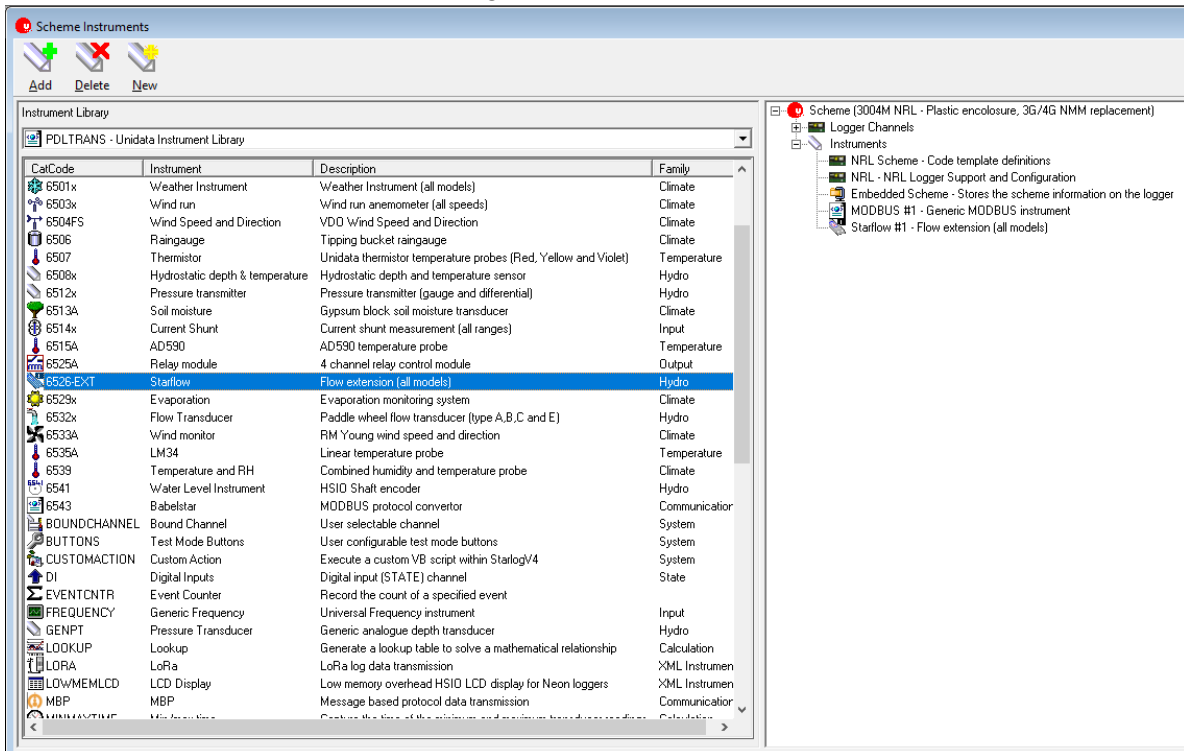 Scheme Instruments
Add Delete New
Instrument Library
PDLTRANS - Unidata Instrument Library
CatCode Instrument Description Family
6501x Weather Instrument Weather Instrument (all models) Climate
6503x Wind run Wind run anemometer (all speeds) Climate
6504FS Wind Speed and Direction VDO Wind Speed and Direction Climate
6506 Raingauge Tipping bucket raingauge Climate
6507 Thermistor Unidata thermistor temperature probes (Red, Yellow and Violet) Temperature
6508x Hydrostatic depth & temperature Hydrostatic depth and temperature sensor Hydro
6512x Pressure transmitter Pressure transmitter (gauge and differential) Hydro
6513A Soil moisture Gypsum block soil moisture transducer Climate
6514x Current Shunt Current shunt measurement (all ranges) Input
6515A AD590 AD590 temperature probe Temperature
6525A Relay module 4 channel relay control module Output
6526-EXT Starflow Flow extension (all models) Hydro
6529x Evaporation Evaporation monitoring system Climate
6532x Flow Transducer Paddle wheel flow transducer (type A,B,C and E) Hydro
6533A Wind monitor RM Young wind speed and direction Climate
6535A LM34 Linear temperature probe Temperature
6539 Temperature and RH Combined humidity and temperature probe Climate
6541 Water Level Instrument HSIO Shaft encoder Hydro
6543 Babelstar MODBUS protocol convertor Communication
BOUNDCHANNEL Bound Channel User selectable channel System
BUTTONS Test Mode Buttons User configurable test mode buttons System
CUSTOMACTION Custom Action Execute a custom VB script within StarlogV4 System
DI Digital Inputs Digital input (STATE) channel State
EVENTCNTR Event Counter Record the count of a specified event
FREQUENCY Generic Frequency Universal Frequency instrument Input
GENPT Pressure Transducer Generic analogue depth transducer Hydro
LOOKUP Lookup Generate a lookup table to solve a mathematical relationship Calculation
LORA LoRa LoRa log data transmission XML Instrumen
LOWMEMLCD LCD Display Low memory overhead HSIO LCD display for Neon loggers XML Instrumen
MBP MBP Message based protocol data transmission Communication
Scheme (3004M NRL - Plastic encolosure, 3G/4G NMM replacement)
Logger Channels
Instruments
NRL Scheme - Code template definitions
NRL - NRL Logger Support and Configuration
Embedded Scheme - Stores the scheme information on the logger
MODBUS #1 - Generic MODBUS instrument
Starflow #1 - Flow extension (all models)